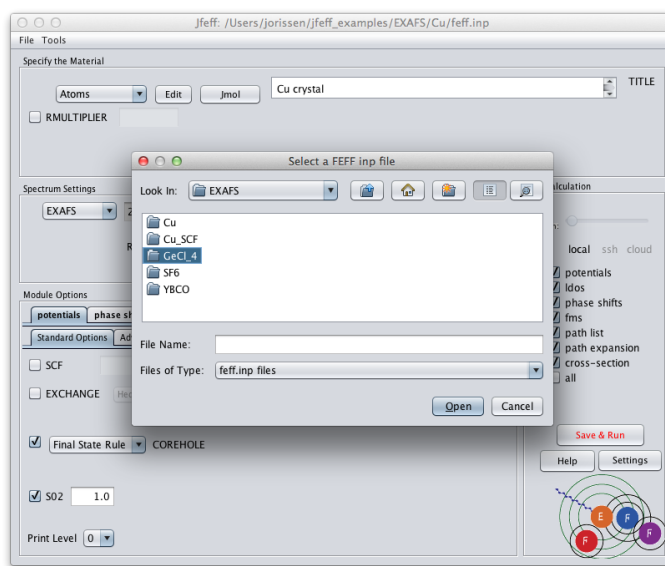 Jfeff: /Users/jorissen/jfeff_examples/EXAFS/Cu/feff.inp
File Tools
Specify the Material
Atoms Edit Jmol Cu crystal TITLE
RMULTIPLIER
Select a FEFF inp file
Look In: EXAFS
Spectrum Settings
EXAFS
Cu
Cu_SCF
GeCl_4
SF6
YBCO
local ssh cloud
potentials
ldos
phase shifts
fms
path list
path expansion
cross-section
all
Module Options
potentials phase
Standard Options
File Name:
Files of Type: feff.inp files
Open Cancel
SCF
EXCHANGE
Final State Rule COREHOLE
Save & Run
Help Settings
S02 1.0
E F
F F
Print Level 0